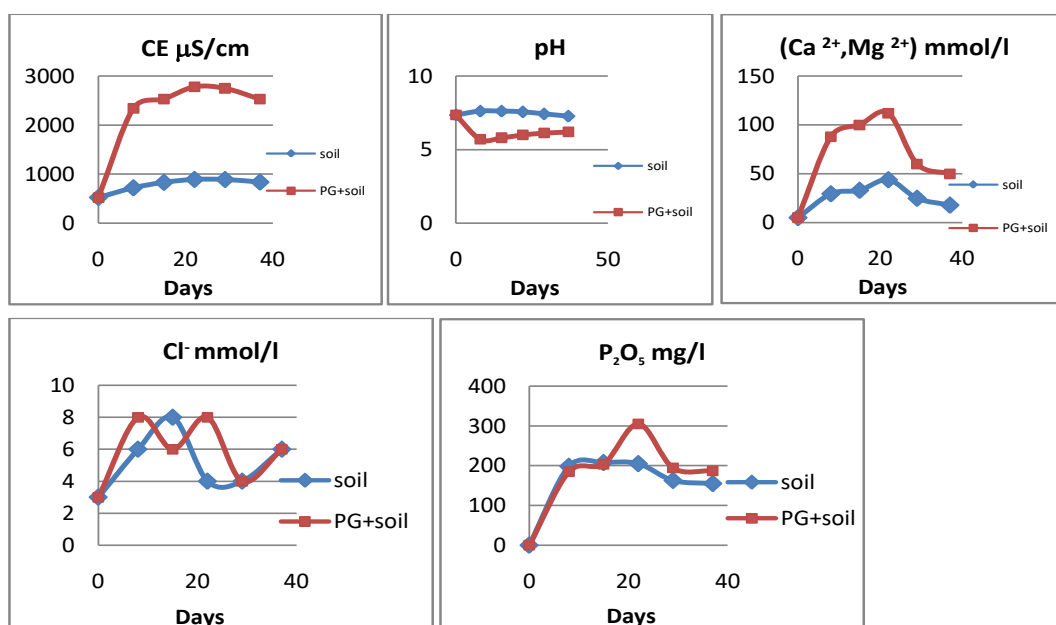 CE μS/cm
3000
2000
1000
0
0 20 40
Days
soil
PG+soil
pH
10
5
0
0 50
Days
soil
PG+soil
(Ca ²⁺,Mg ²⁺) mmol/l
150
100
50
0
0 20 40
Days
soil
PG+soil
Cl⁻ mmol/l
10
8
6
4
2
0
0 20 40
Days
soil
PG+soil
P₂O₅ mg/l
400
300
200
100
0
0 20 40
Days
soil
PG+soil